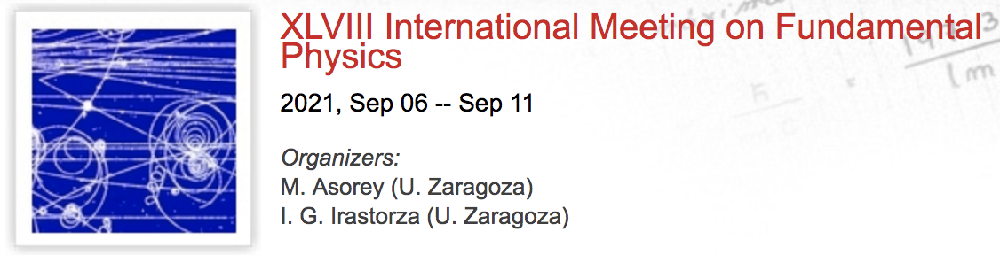 XLVIII International Meeting on Fundamental
Physics
2021, Sep 06 -- Sep 11
Organizers:
M. Asorey (U. Zaragoza)
I. G. Irastorza (U. Zaragoza)